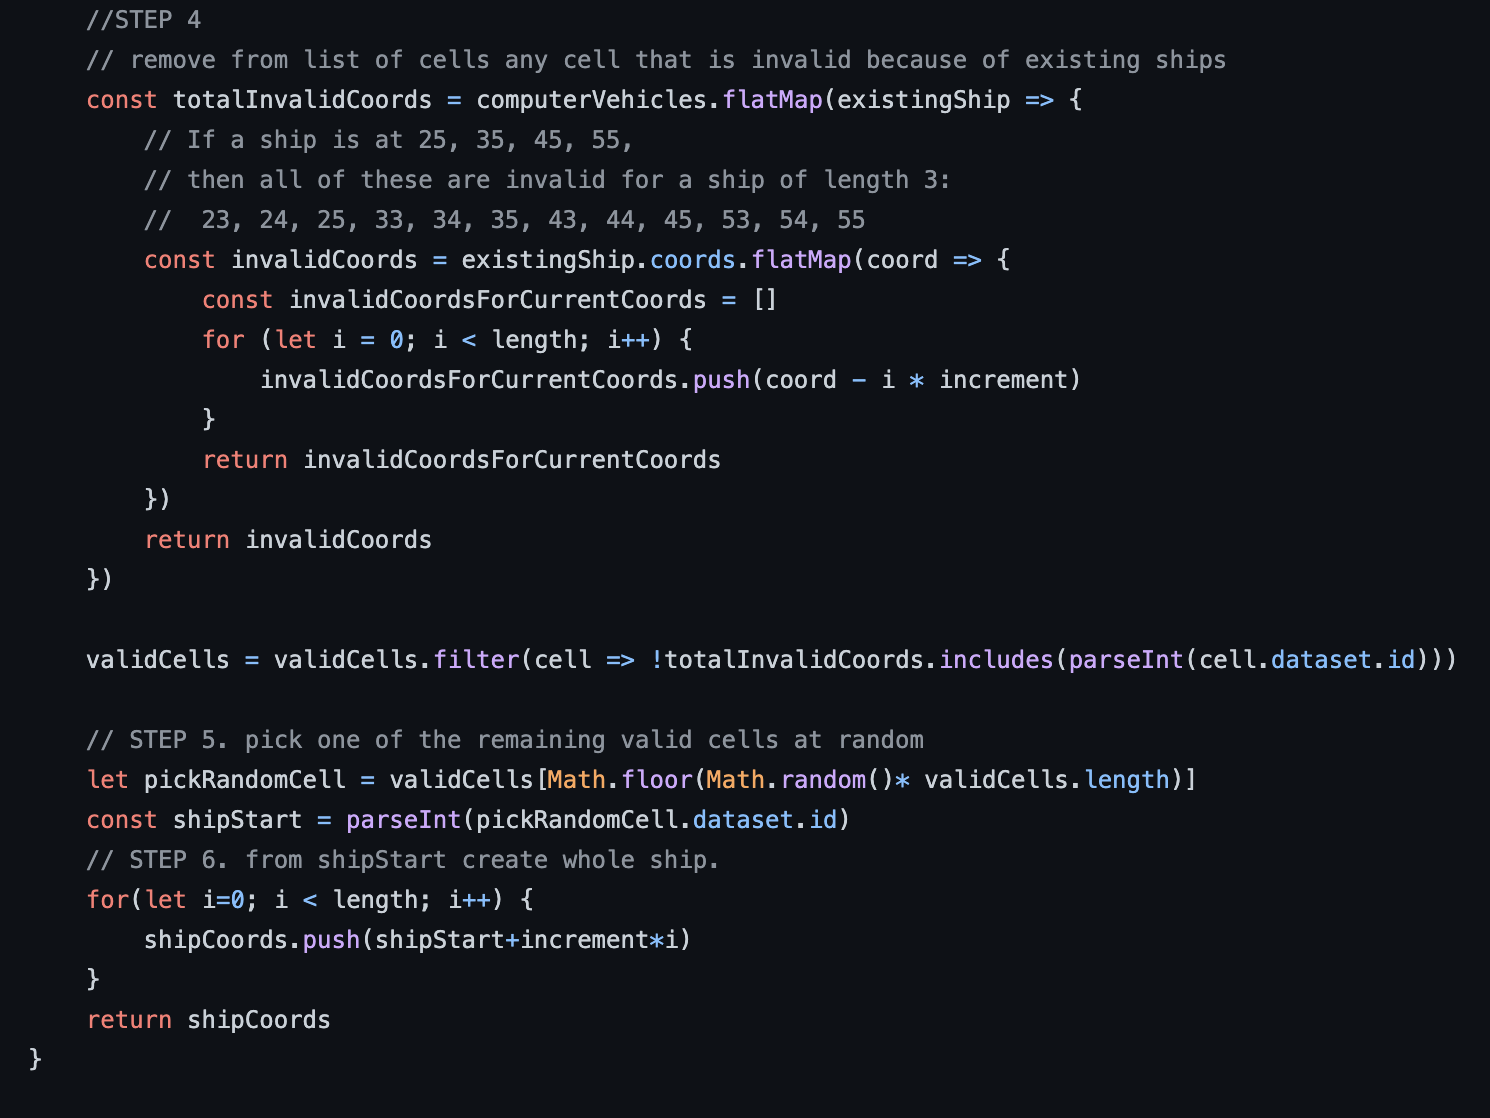 //STEP 4
// remove from list of cells any cell that is invalid because of existing ships
const totalInvalidCoords = computerVehicles.flatMap(existingShip => {
// If a ship is at 25, 35, 45, 55,
// then all of these are invalid for a ship of length 3:
//  23, 24, 25, 33, 34, 35, 43, 44, 45, 53, 54, 55
const invalidCoords = existingShip.coords.flatMap(coord => {
const invalidCoordsForCurrentCoords = []
for (let i = 0; i < length; i++) {
invalidCoordsForCurrentCoords.push(coord - i * increment)
}
return invalidCoordsForCurrentCoords
})
return invalidCoords
})
validCells = validCells.filter(cell => !totalInvalidCoords.includes(parseInt(cell.dataset.id)))
// STEP 5. pick one of the remaining valid cells at random
let pickRandomCell = validCells[Math.floor(Math.random()* validCells.length)]
const shipStart = parseInt(pickRandomCell.dataset.id)
// STEP 6. from shipStart create whole ship.
for(let i=0; i < length; i++) {
shipCoords.push(shipStart+increment*i)
}
return shipCoords
}